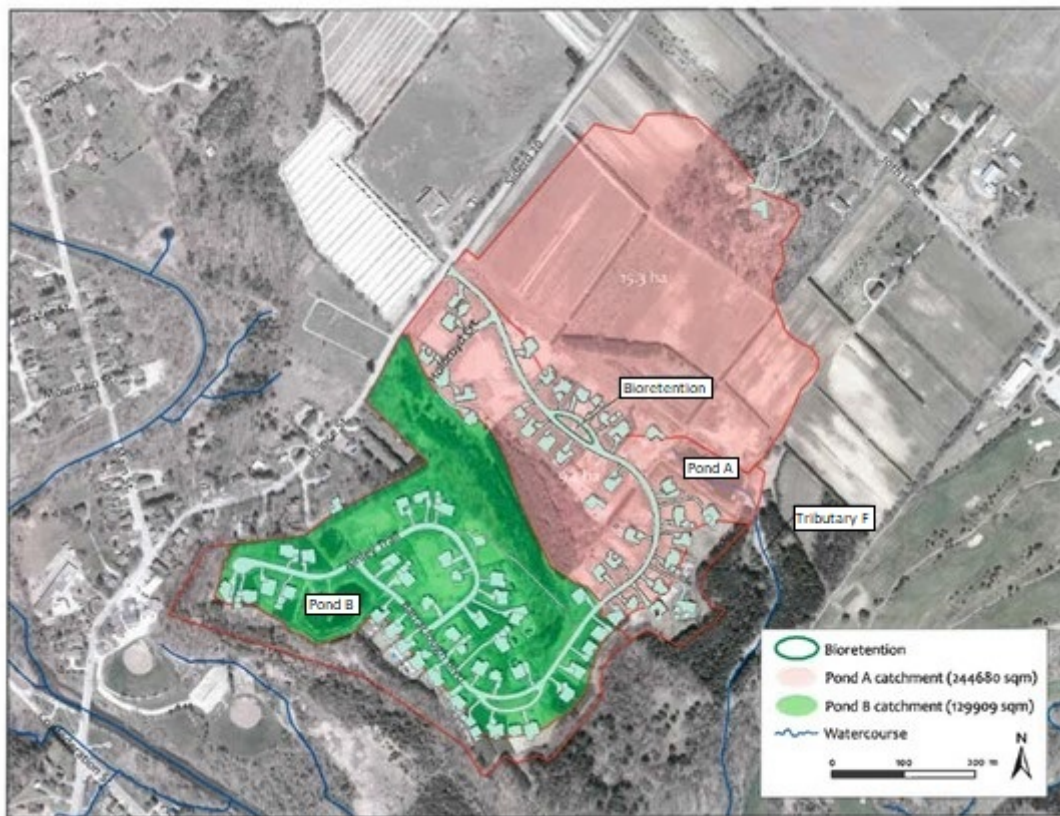 15.3 ha
Bioretention
Pond A
Tributary F
Pond B
Bioretention
Pond A catchment (244680 sqm)
Pond B catchment (129909 sqm)
Watercourse
N
0 100 200 m